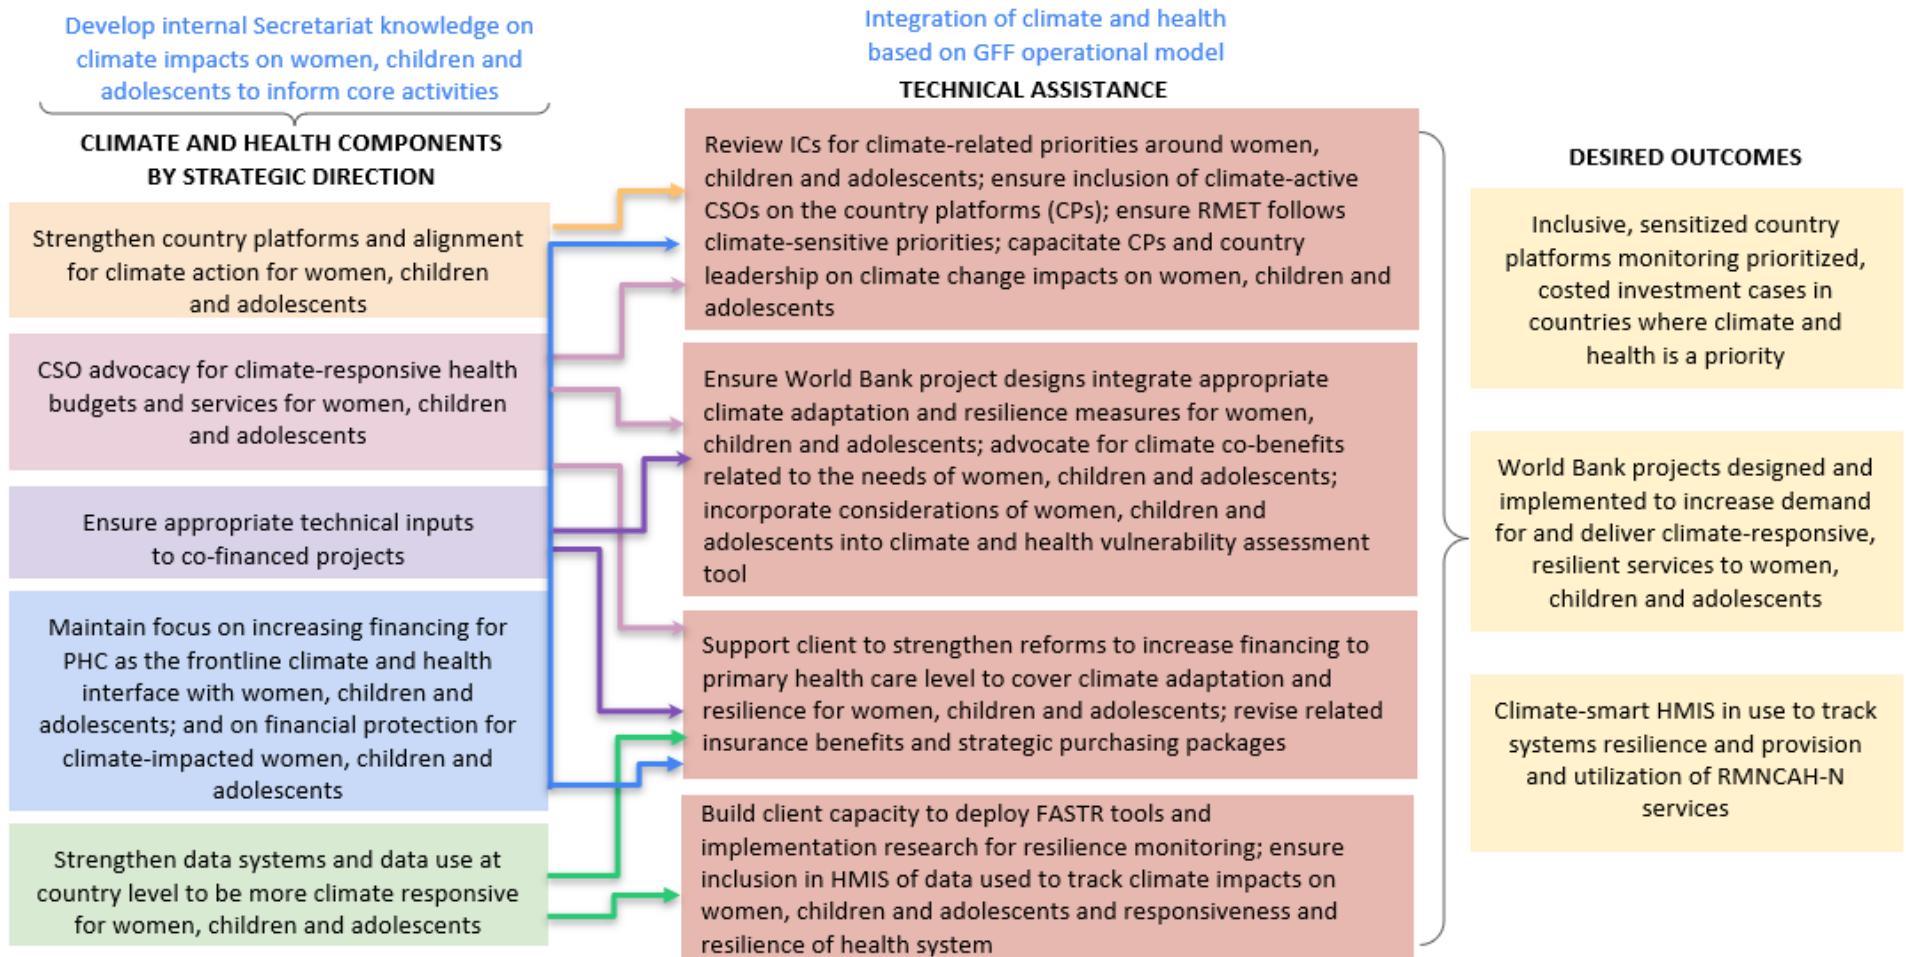 Develop internal Secretariat knowledge on
climate impacts on women, children and
adolescents to inform core activities
CLIMATE AND HEALTH COMPONENTS
BY STRATEGIC DIRECTION
Strengthen country platforms and alignment
for climate action for women, children
and adolescents
CSO advocacy for climate-responsive health
budgets and services for women, children
and adolescents
Ensure appropriate technical inputs
to co-financed projects
Maintain focus on increasing financing for
PHC as the frontline climate and health
interface with women, children and
adolescents; and on financial protection for
climate-impacted women, children and
adolescents
Strengthen data systems and data use at
country level to be more climate responsive
for women, children and adolescents
Integration of climate and health
based on GFF operational model
TECHNICAL ASSISTANCE
Review ICs for climate-related priorities around women,
children and adolescents; ensure inclusion of climate-active
CSOs on the country platforms (CPs); ensure RMET follows
climate-sensitive priorities; capacitate CPs and country
leadership on climate change impacts on women, children and
adolescents
Ensure World Bank project designs integrate appropriate
climate adaptation and resilience measures for women,
children and adolescents; advocate for climate co-benefits
related to the needs of women, children and adolescents;
incorporate considerations of women, children and
adolescents into climate and health vulnerability assessment
tool
Support client to strengthen reforms to increase financing to
primary health care level to cover climate adaptation and
resilience for women, children and adolescents; revise related
insurance benefits and strategic purchasing packages
Build client capacity to deploy FASTR tools and
implementation research for resilience monitoring; ensure
inclusion in HMIS of data used to track climate impacts on
women, children and adolescents and responsiveness and
resilience of health system
DESIRED OUTCOMES
Inclusive, sensitized country
platforms monitoring prioritized,
costed investment cases in
countries where climate and
health is a priority
World Bank projects designed and
implemented to increase demand
for and deliver climate-responsive,
resilient services to women,
children and adolescents
Climate-smart HMIS in use to track
systems resilience and provision
and utilization of RMNCAH-N
services